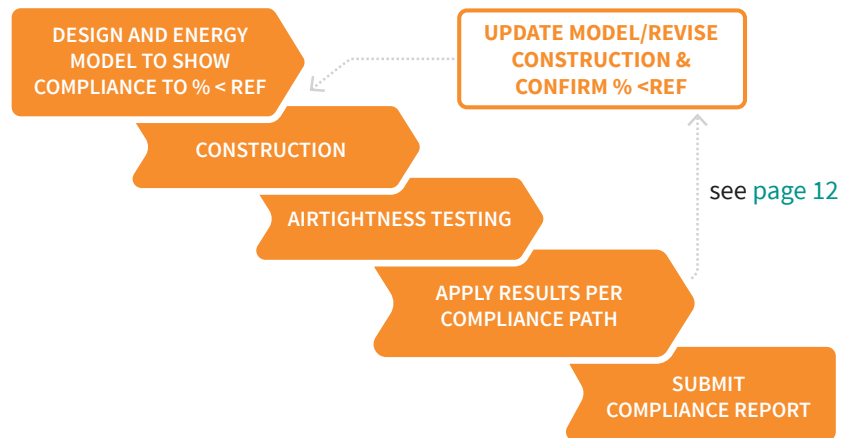 DESIGN AND ENERGY
MODEL TO SHOW
COMPLIANCE TO % < REF
UPDATE MODEL/REVISE
CONSTRUCTION &
CONFIRM % <REF
CONSTRUCTION
see page 12
AIRTIGHTNESS TESTING
APPLY RESULTS PER
COMPLIANCE PATH
SUBMIT
COMPLIANCE REPORT